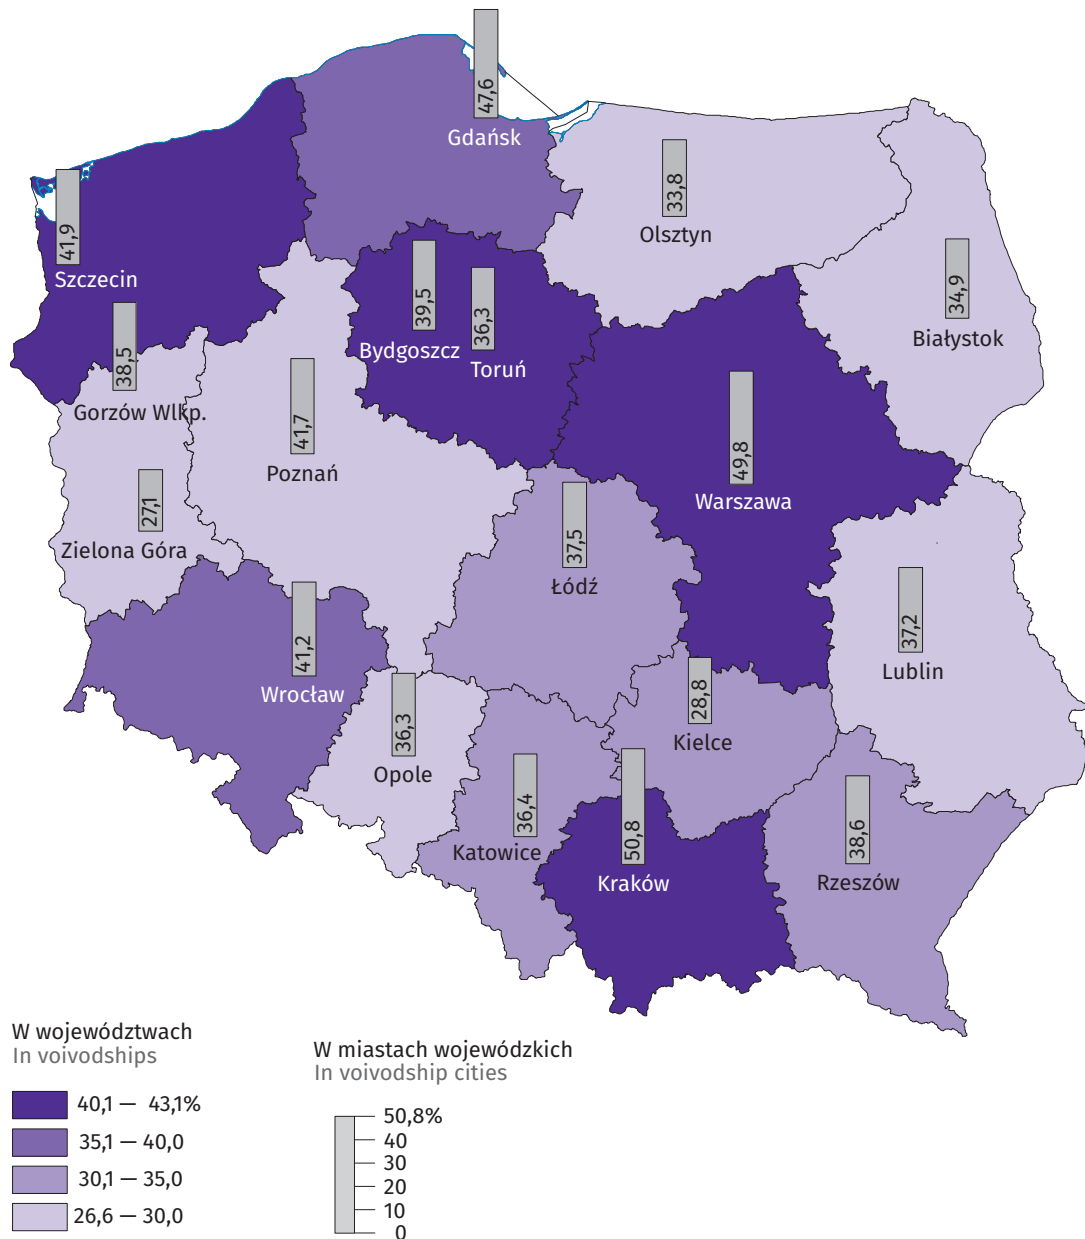 47,6
Gdańsk
33,8
Olsztyn
41,9
Szczecin
34,9
Białystok
39,5
Bydgoszcz
36,3
Toruń
38,5
Gorzów Wlkp.
41,7
Poznań
49,8
Warszawa
27,1
Zielona Góra
37,5
Łódź
37,2
Lublin
41,2
Wrocław
28,8
Kielce
36,3
Opole
36,4
Katowice
50,8
Kraków
38,6
Rzeszów
W województwach
In voivodships
40,1 — 43,1%
35,1 — 40,0
30,1 — 35,0
26,6 — 30,0
W miastach wojewódzkich
In voivodship cities
50,8%
40
30
20
10
0